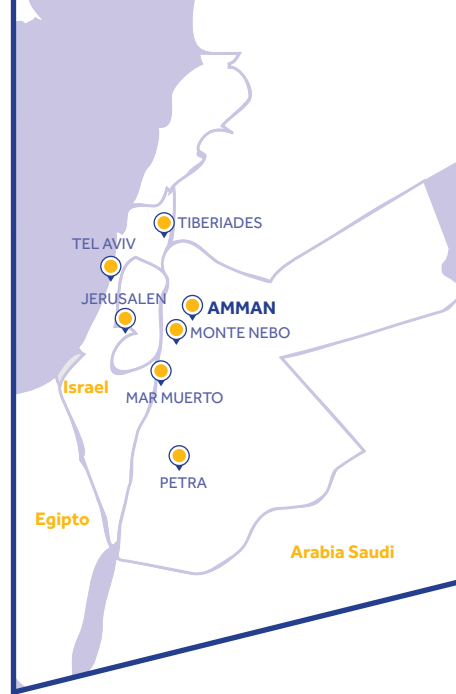 TIBERIADES
TEL AVIV
JERUSALEN
AMMAN
MONTE NEBO
Israel
MAR MUERTO
PETRA
Egipto
Arabia Saudi